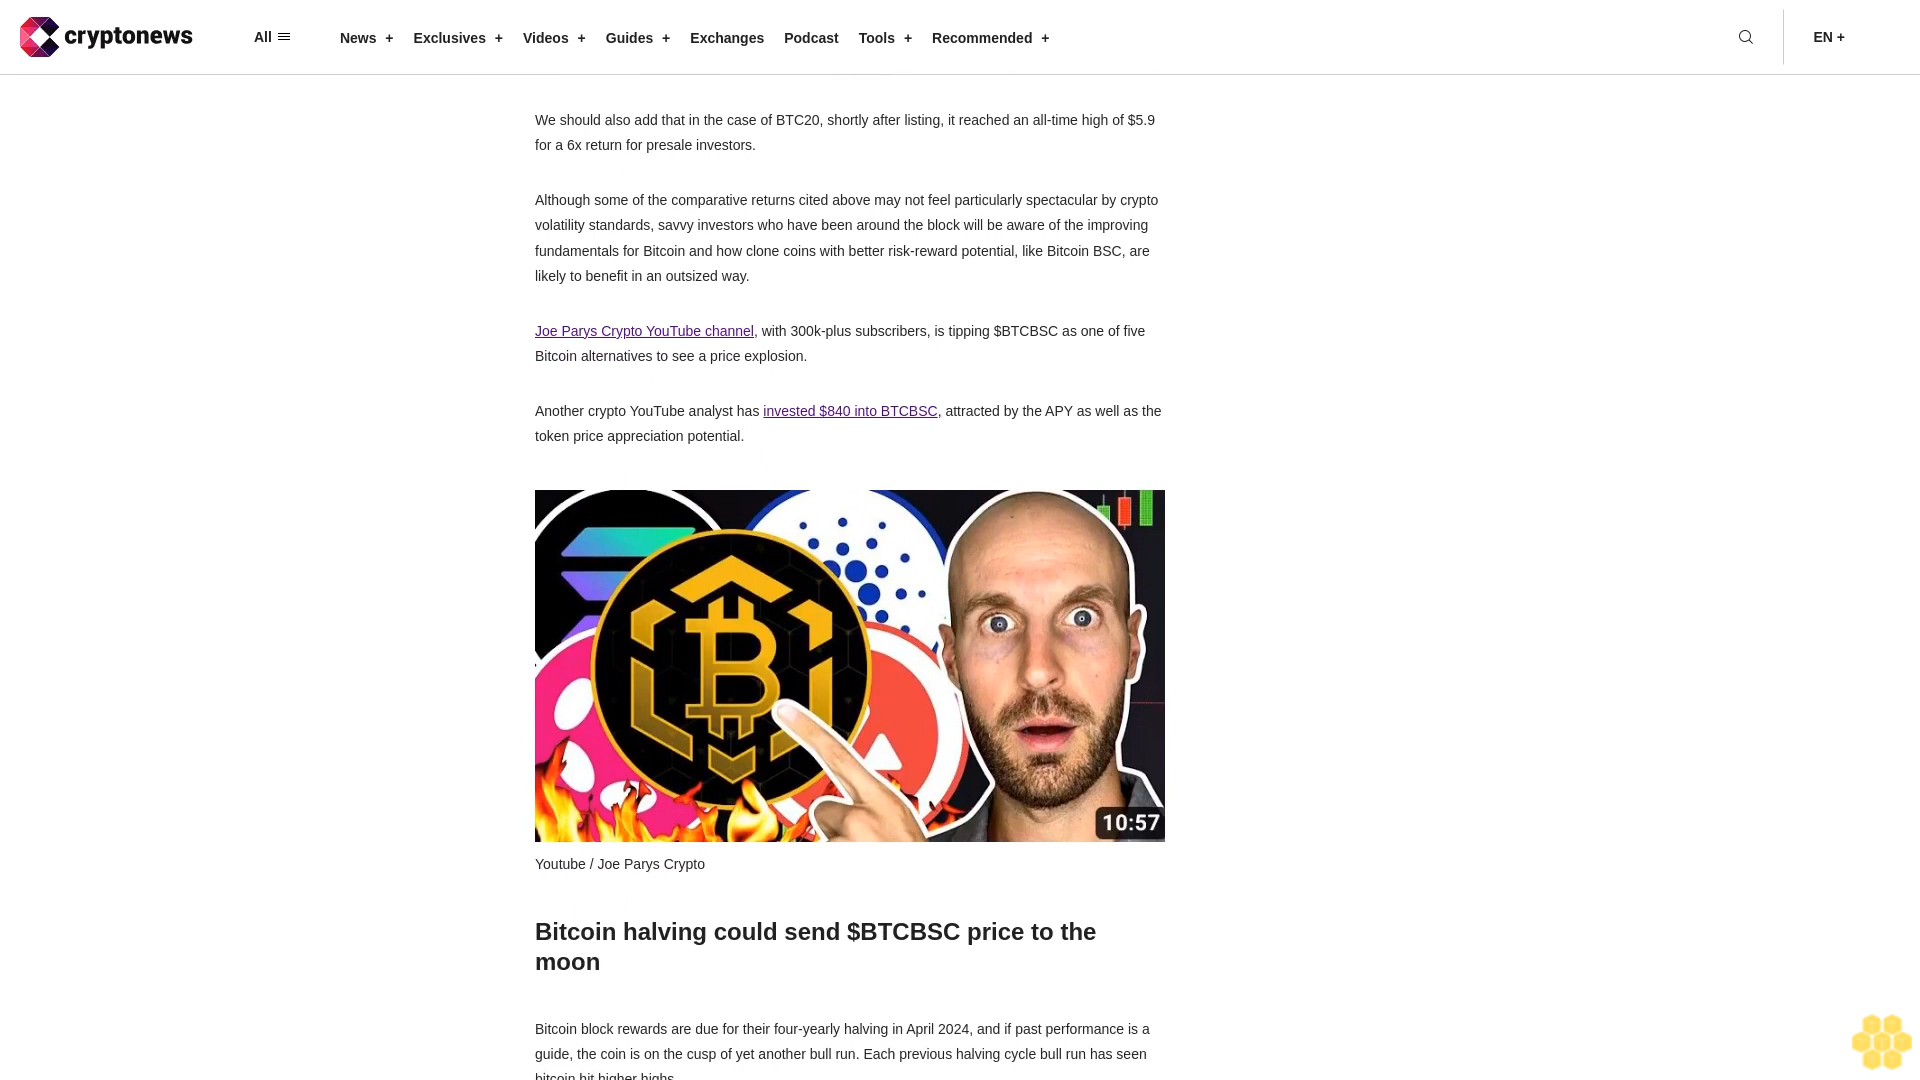 cryptonews
All
News +
Exclusives +
Videos +
Guides +
Exchanges
Podcast
Tools +
Recommended +
EN +
We should also add that in the case of BTC20, shortly after listing, it reached an all-time high of $5.9
for a 6x return for presale investors.
Although some of the comparative returns cited above may not feel particularly spectacular by crypto
volatility standards, savvy investors who have been around the block will be aware of the improving
fundamentals for Bitcoin and how clone coins with better risk-reward potential, like Bitcoin BSC, are
likely to benefit in an outsized way.
Joe Parys Crypto YouTube channel, with 300k-plus subscribers, is tipping $BTCBSC as one of five
Bitcoin alternatives to see a price explosion.
Another crypto YouTube analyst has invested $840 into BTCBSC, attracted by the APY as well as the
token price appreciation potential.
10:57
Youtube / Joe Parys Crypto
Bitcoin halving could send $BTCBSC price to the
moon
Bitcoin block rewards are due for their four-yearly halving in April 2024, and if past performance is a
guide, the coin is on the cusp of yet another bull run. Each previous halving cycle bull run has seen
bitcoin hit higher highs.